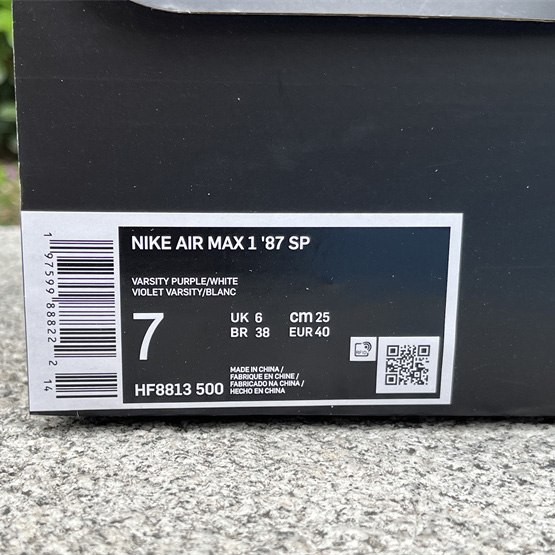 NIKE AIR MAX 1 '87 SP
VARSITY PURPLE/WHITE
VIOLET VARSITY/BLANC
7
UK 6 cm 25
BR 38 EUR 40
HF8813 500
MADE IN CHINA /
FABRIQUE EN CHINE /
FABRICADO NA CHINA /
HECHO EN CHINA
RFID
1 97599 88822 2 14